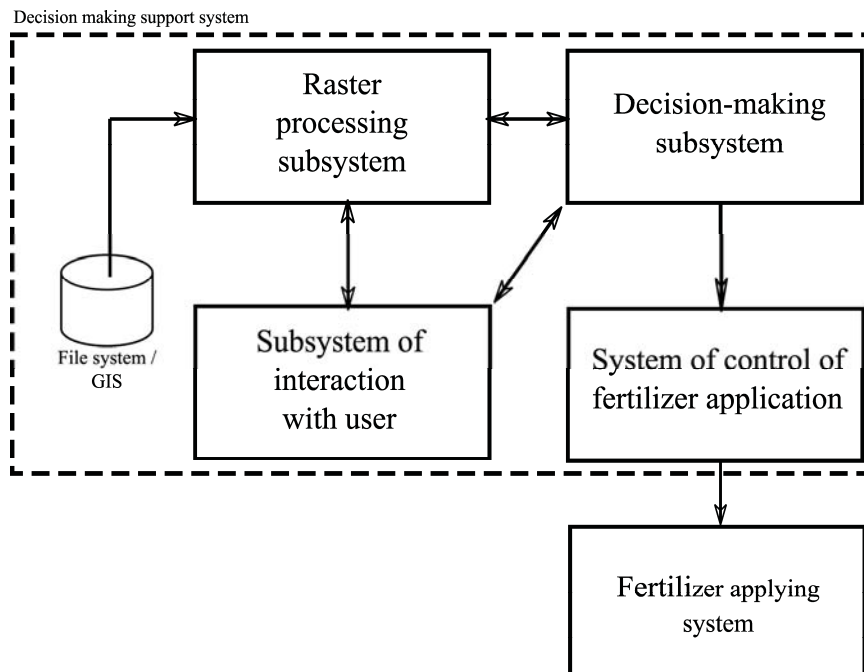 Decision making support system
Raster
processing
subsystem
Decision-making
subsystem
File system /
GIS
Subsystem of
interaction
with user
System of control of
fertilizer application
Fertilizer applying
system